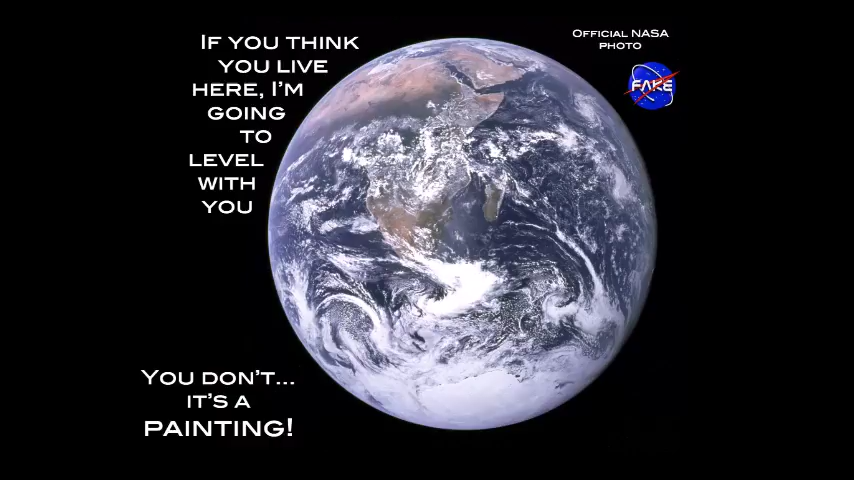 If you think
you live
here, I'm
going
to
level
with
you
Official NASA
photo
FAKE
You don't...
it's a
painting!